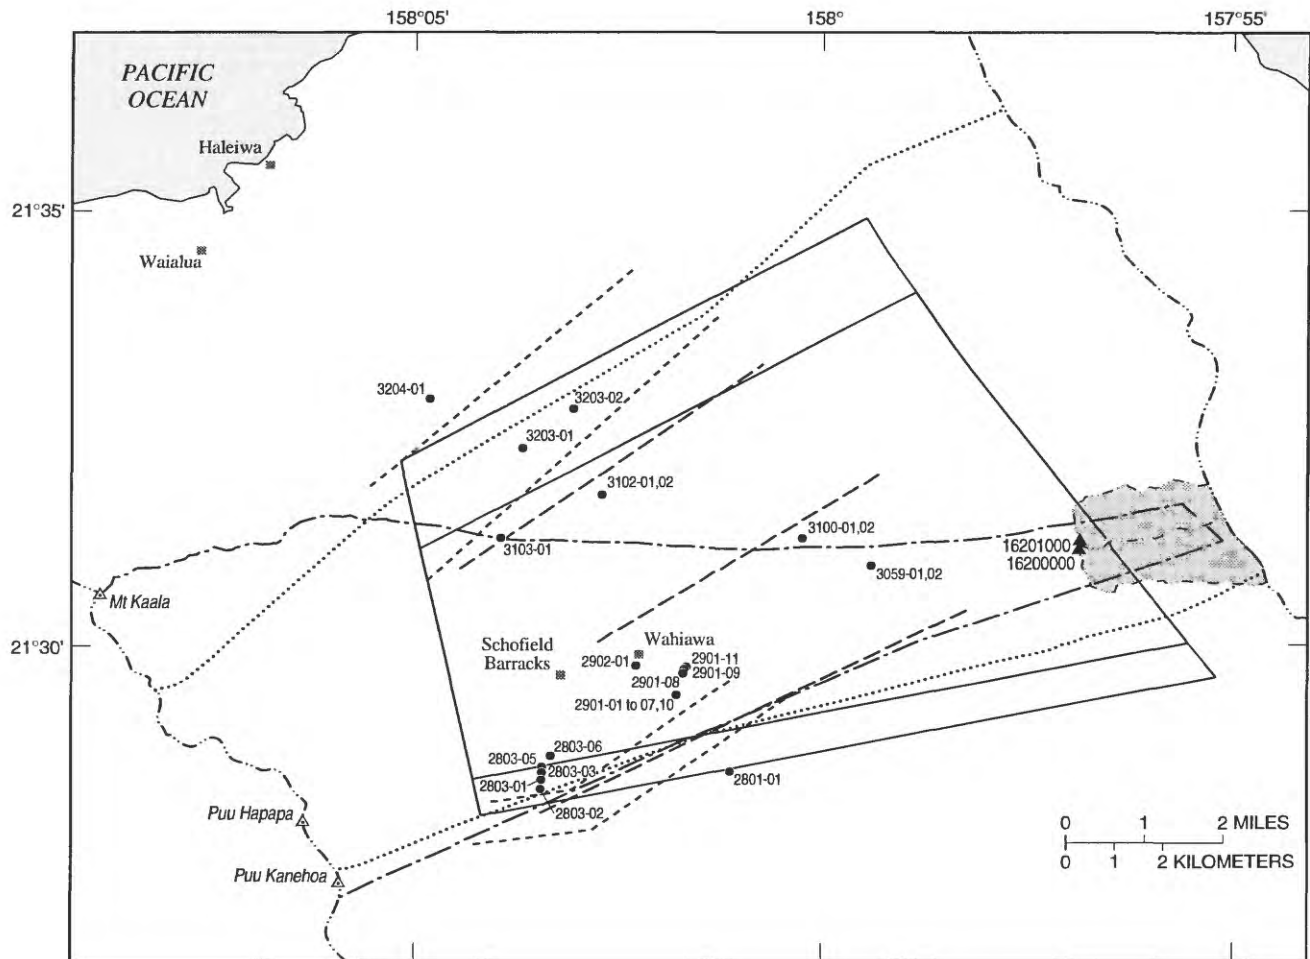 158°05'
158°
157°55'
PACIFIC
OCEAN
Haleiwa
21°35'
Waialua
3204-01
3203-02
3203-01
3102-01,02
3103-01
3100-01,02
16201000
16200000
3059-01,02
Mt Kaala
21°30'
Schofield
Barracks
Wahiawa
2902-01
2901-11
2901-09
2901-08
2901-01 to 07,10
2803-06
2803-05
2803-03
2803-01
2803-02
2801-01
Puu Hapapa
Puu Kanehoa
0 1 2 MILES
0 1 2 KILOMETERS